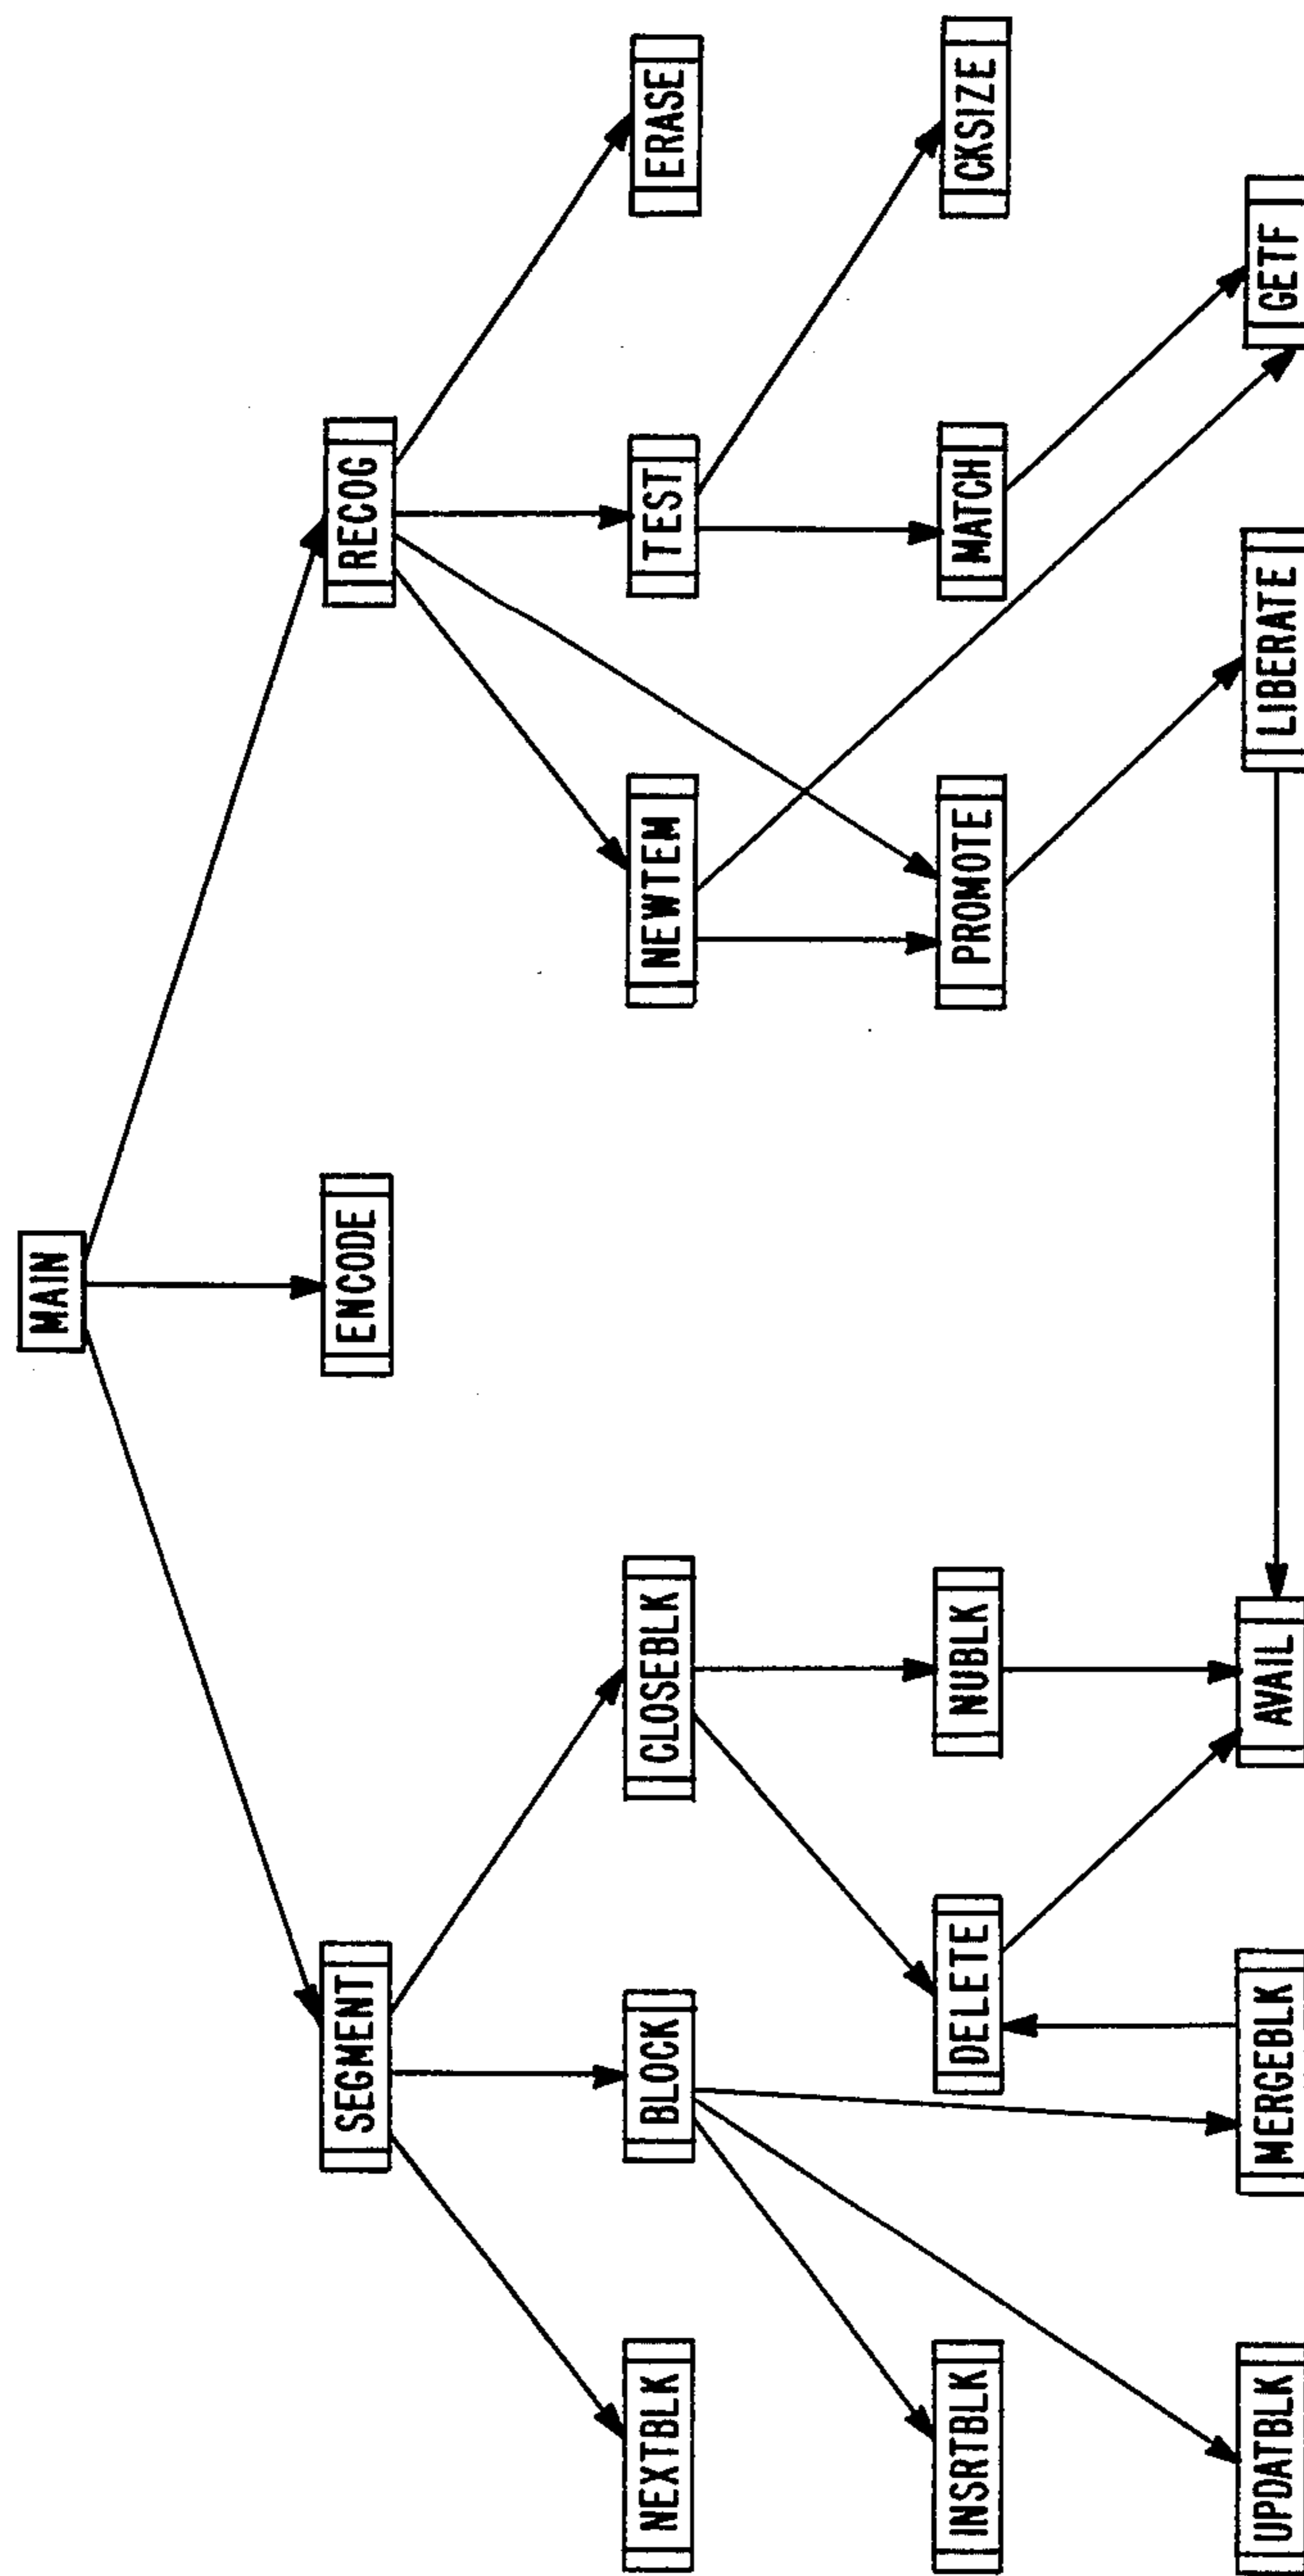 MAIN
SEGMENT
ENCODE
RECOG
NEXTBLK
BLOCK
CLOSEBLK
NEWTEM
TEST
ERASE
INSRTBLK
DELETE
NUBLK
PROMOTE
MATCH
CKSIZE
UPDATBLK
MERGEBLK
AVAIL
LIBERATE
GETF